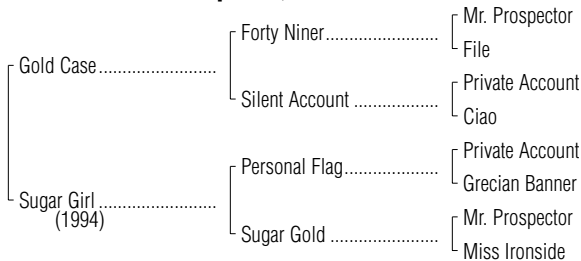 Mr. Prospector
Forty Niner......................
File
Gold Case.......................
Private Account
Silent Account .................
Ciao
Private Account
Personal Flag...................
Grecian Banner
Sugar Girl .......................
(1994)
Mr. Prospector
Sugar Gold .....................
Miss Ironside